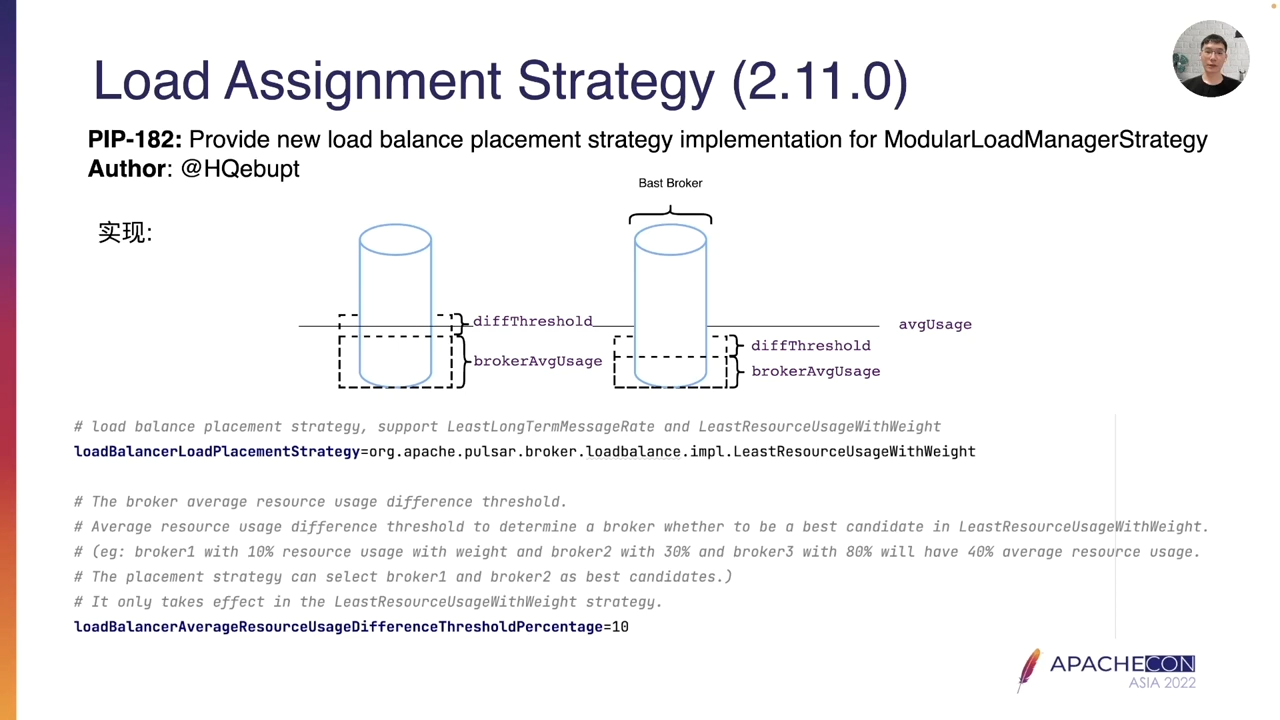 Load Assignment Strategy (2.11.0)
PIP-182: Provide new load balance placement strategy implementation for ModularLoadManagerStrategy
Author: @HQebupt
Bast Broker
实现:
diffThreshold
avgUsage
diffThreshold
brokerAvgUsage
brokerAvgUsage
# load balance placement strategy, support LeastLongTermMessageRate and LeastResourceUsageWithWeight
loadBalancerLoadPlacementStrategy=org.apache.pulsar.broker.loadbalance.impl.LeastResourceUsageWithWeight
# The broker average resource usage difference threshold.
# Average resource usage difference threshold to determine a broker whether to be a best candidate in LeastResourceUsageWithWeight.
# (eg: broker1 with 10% resource usage with weight and broker2 with 30% and broker3 with 80% will have 40% average resource usage.
# The placement strategy can select broker1 and broker2 as best candidates.)
# It only takes effect in the LeastResourceUsageWithWeight strategy.
loadBalancerAverageResourceUsageDifferenceThresholdPercentage=10
APACHECON
ASIA 2022